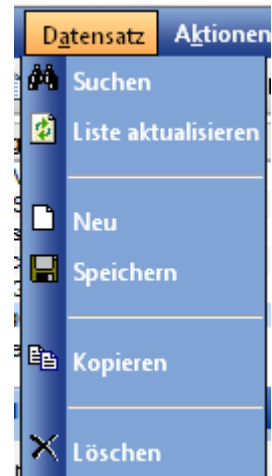 Datensatz Aktionen
Suchen
Liste aktualisieren
Neu
Speichern
Kopieren
Löschen